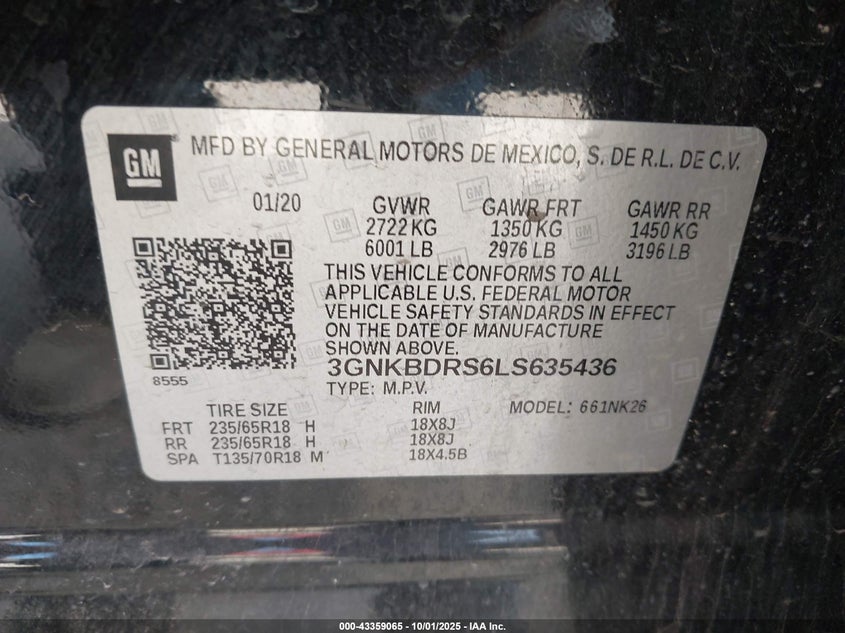 GM
MFD BY GENERAL MOTORS DE MEXICO, S. DE R.L. DE C.V.
01/20 GVWR GAWR FRT GAWR RR
2722 KG 1350 KG 1450 KG
6001 LB 2976 LB 3196 LB
THIS VEHICLE CONFORMS TO ALL
APPLICABLE U.S. FEDERAL MOTOR
VEHICLE SAFETY STANDARDS IN EFFECT
ON THE DATE OF MANUFACTURE
SHOWN ABOVE.
3GNKBDRS6LS635436
8555
TYPE: M.P.V.
TIRE SIZE RIM MODEL: 661NK26
FRT 235/65R18 H 18X8J
RR 235/65R18 H 18X8J
SPA T135/70R18 M 18X4.5B
000-43359065 - 10/01/2025 - IAA Inc.